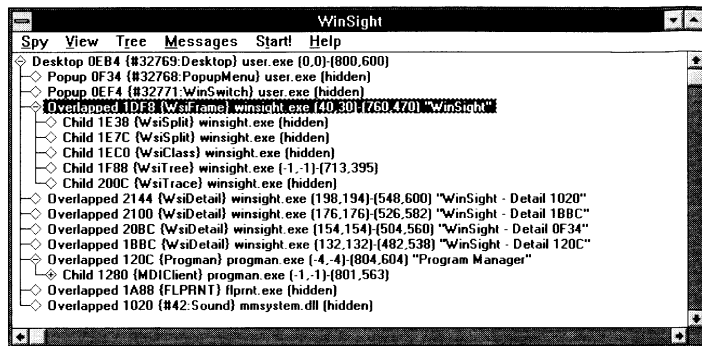 WinSight
Spy View Tree Messages Start! Help
Desktop 0EB4 {#32769:Desktop} user.exe (0,0)-(800,600)
Popup 0F34 {#32768:PopupMenu} user.exe (hidden)
Popup 0EF4 {#32771:WinSwitch} user.exe (hidden)
Overlapped 1DF8 {WsiFrame} winsight.exe (40,30)-(760,470) "WinSight"
Child 1E38 {WsiSplit} winsight.exe (hidden)
Child 1E7C {WsiSplit} winsight.exe (hidden)
Child 1EC0 {WsiClass} winsight.exe (hidden)
Child 1F88 {WsiTree} winsight.exe (-1,-1)-(713,395)
Child 200C {WsiTrace} winsight.exe (hidden)
Overlapped 2144 {WsiDetail} winsight.exe (198,194)-(548,600) "WinSight - Detail 1020"
Overlapped 2100 {WsiDetail} winsight.exe (176,176)-(526,582) "WinSight - Detail 1BBC"
Overlapped 20BC {WsiDetail} winsight.exe (154,154)-(504,560) "WinSight - Detail 0F34"
Overlapped 1BBC {WsiDetail} winsight.exe (132,132)-(482,538) "WinSight - Detail 120C"
Overlapped 120C {Progman} progman.exe (-4,-4)-(804,604) "Program Manager"
Child 1280 {MDIClient} progman.exe (-1,-1)-(801,563)
Overlapped 1A88 {FLPRNT} flprnt.exe (hidden)
Overlapped 1020 {#42:Sound} mmsystem.dll (hidden)